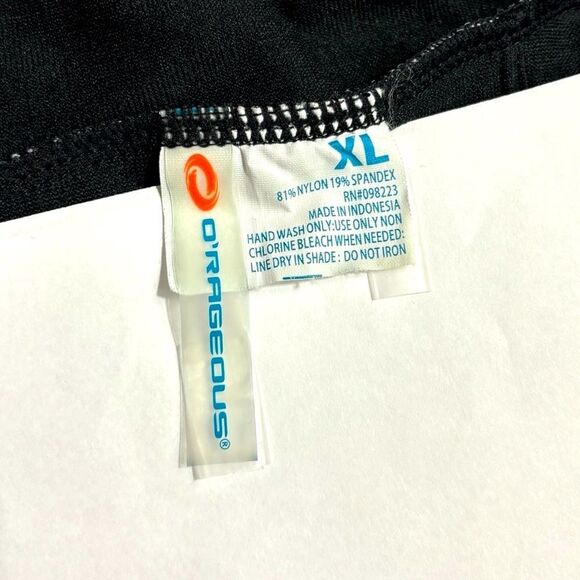 XL
81% NYLON 19% SPANDEX
RN#098223
MADE IN INDONESIA
HAND WASH ONLY:USE ONLY NON
CHLORINE BLEACH WHEN NEEDED:
LINE DRY IN SHADE : DO NOT IRON
O'RAGEOUS®